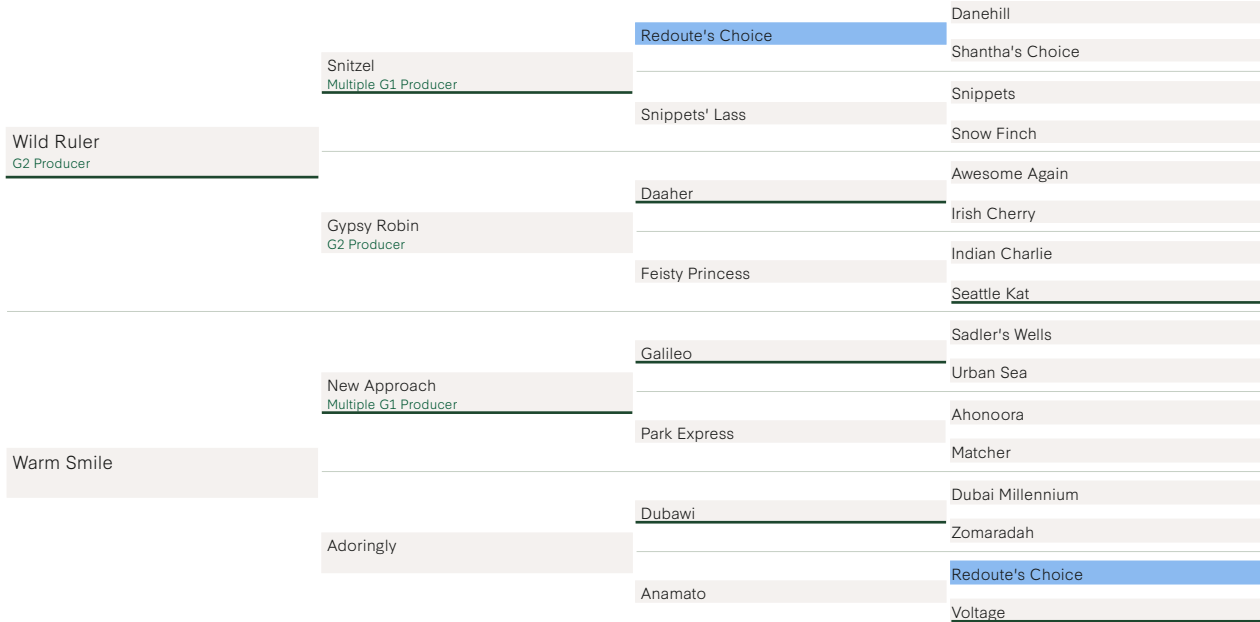 Wild Ruler
G2 Producer
Warm Smile
Snitzel
Multiple G1 Producer
Gypsy Robin
G2 Producer
New Approach
Multiple G1 Producer
Adoringly
Redoute's Choice
Snippets' Lass
Daaher
Feisty Princess
Galileo
Park Express
Dubawi
Anamato
Danehill
Shantha's Choice
Snippets
Snow Finch
Awesome Again
Irish Cherry
Indian Charlie
Seattle Kat
Sadler's Wells
Urban Sea
Ahonoora
Matcher
Dubai Millennium
Zomaradah
Redoute's Choice
Voltage